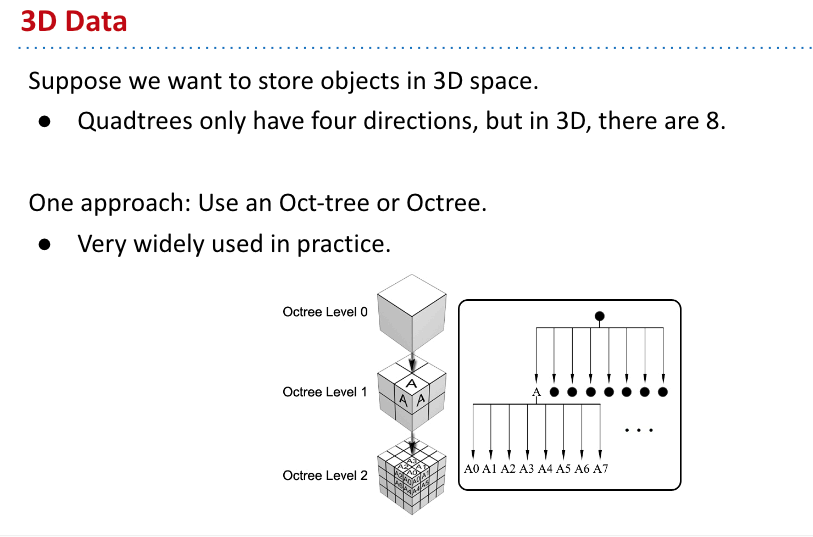 3D Data
Suppose we want to store objects in 3D space.
● Quadtrees only have four directions, but in 3D, there are 8.
One approach: Use an Oct-tree or Octree.
● Very widely used in practice.
Octree Level 0
Octree Level 1
A
A A
A
. . .
A0 A1 A2 A3 A4 A5 A6 A7
Octree Level 2